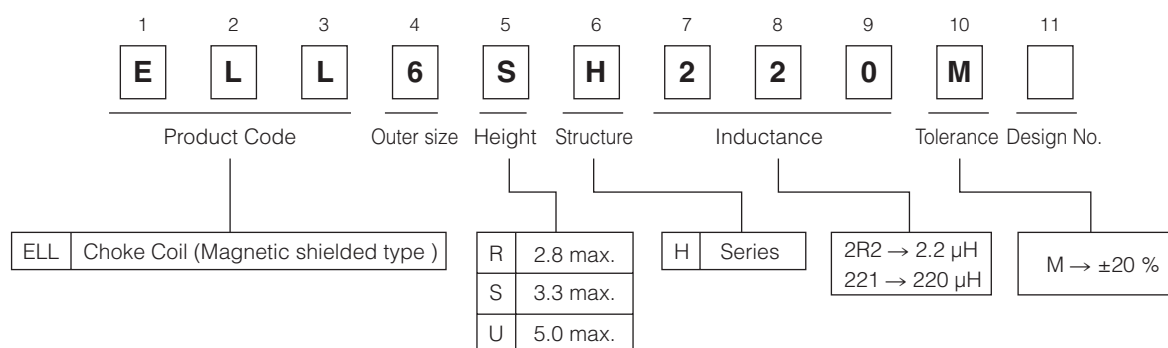 1 2 3 4 5 6 7 8 9 10 11
E L L 6 S H 2 2 0 M
Product Code Outer size Height Structure Inductance Tolerance Design No.
ELL Choke Coil (Magnetic shielded type )
R 2.8 max.
S 3.3 max.
U 5.0 max.
H Series
2R2 → 2.2 µH
221 → 220 µH
M → ±20 %